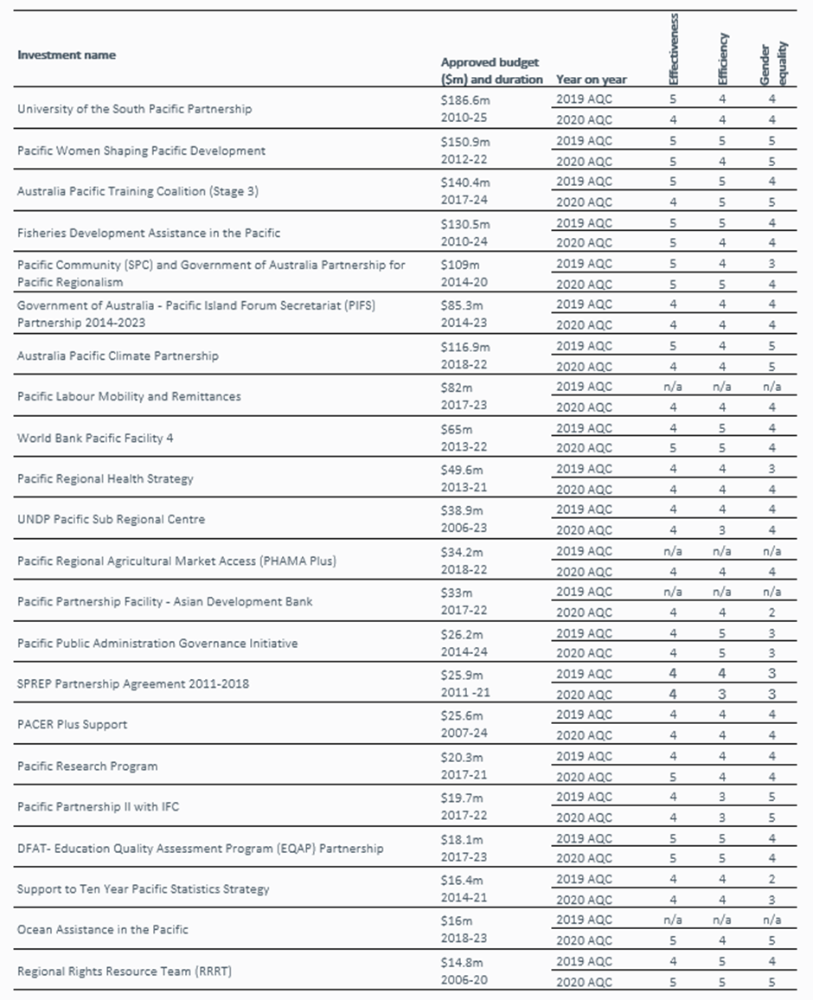 Investment name
Approved budget
($m) and duration
Year on year
Effectiveness
Efficiency
Gender
equality
University of the South Pacific Partnership
$186.6m
2010-25
2019 AQC 5 4 4
2020 AQC 4 4 4
Pacific Women Shaping Pacific Development
$150.9m
2012-22
2019 AQC 5 5 5
2020 AQC 5 4 5
Australia Pacific Training Coalition (Stage 3)
$140.4m
2017-24
2019 AQC 5 5 4
2020 AQC 4 5 5
Fisheries Development Assistance in the Pacific
$130.5m
2010-24
2019 AQC 5 5 4
2020 AQC 5 4 4
Pacific Community (SPC) and Government of Australia Partnership for
Pacific Regionalism
$109m
2014-20
2019 AQC 5 4 3
2020 AQC 5 5 4
Government of Australia - Pacific Island Forum Secretariat (PIFS)
Partnership 2014-2023
$85.3m
2014-23
2019 AQC 4 4 4
2020 AQC 4 4 4
Australia Pacific Climate Partnership
$116.9m
2018-22
2019 AQC 5 4 5
2020 AQC 4 4 5
Pacific Labour Mobility and Remittances
$82m
2017-23
2019 AQC n/a n/a n/a
2020 AQC 4 4 4
World Bank Pacific Facility 4
$65m
2013-22
2019 AQC 4 5 4
2020 AQC 5 5 4
Pacific Regional Health Strategy
$49.6m
2013-21
2019 AQC 4 4 3
2020 AQC 4 4 4
UNDP Pacific Sub Regional Centre
$38.9m
2006-23
2019 AQC 4 4 4
2020 AQC 4 3 4
Pacific Regional Agricultural Market Access (PHAMA Plus)
$34.2m
2018-22
2019 AQC n/a n/a n/a
2020 AQC 4 4 4
Pacific Partnership Facility - Asian Development Bank
$33m
2017-22
2019 AQC n/a n/a n/a
2020 AQC 4 4 2
Pacific Public Administration Governance Initiative
$26.2m
2014-24
2019 AQC 4 5 3
2020 AQC 4 5 3
SPREP Partnership Agreement 2011-2018
$25.9m
2011 -21
2019 AQC 4 4 3
2020 AQC 4 3 3
PACER Plus Support
$25.6m
2007-24
2019 AQC 4 4 4
2020 AQC 4 4 4
Pacific Research Program
$20.3m
2017-21
2019 AQC 4 4 4
2020 AQC 5 4 4
Pacific Partnership II with IFC
$19.7m
2017-22
2019 AQC 4 3 5
2020 AQC 4 3 5
DFAT- Education Quality Assessment Program (EQAP) Partnership
$18.1m
2017-23
2019 AQC 5 5 4
2020 AQC 5 5 4
Support to Ten Year Pacific Statistics Strategy
$16.4m
2014-21
2019 AQC 4 4 2
2020 AQC 4 4 3
Ocean Assistance in the Pacific
$16m
2018-23
2019 AQC n/a n/a n/a
2020 AQC 5 4 5
Regional Rights Resource Team (RRRT)
$14.8m
2006-20
2019 AQC 4 5 4
2020 AQC 5 5 5